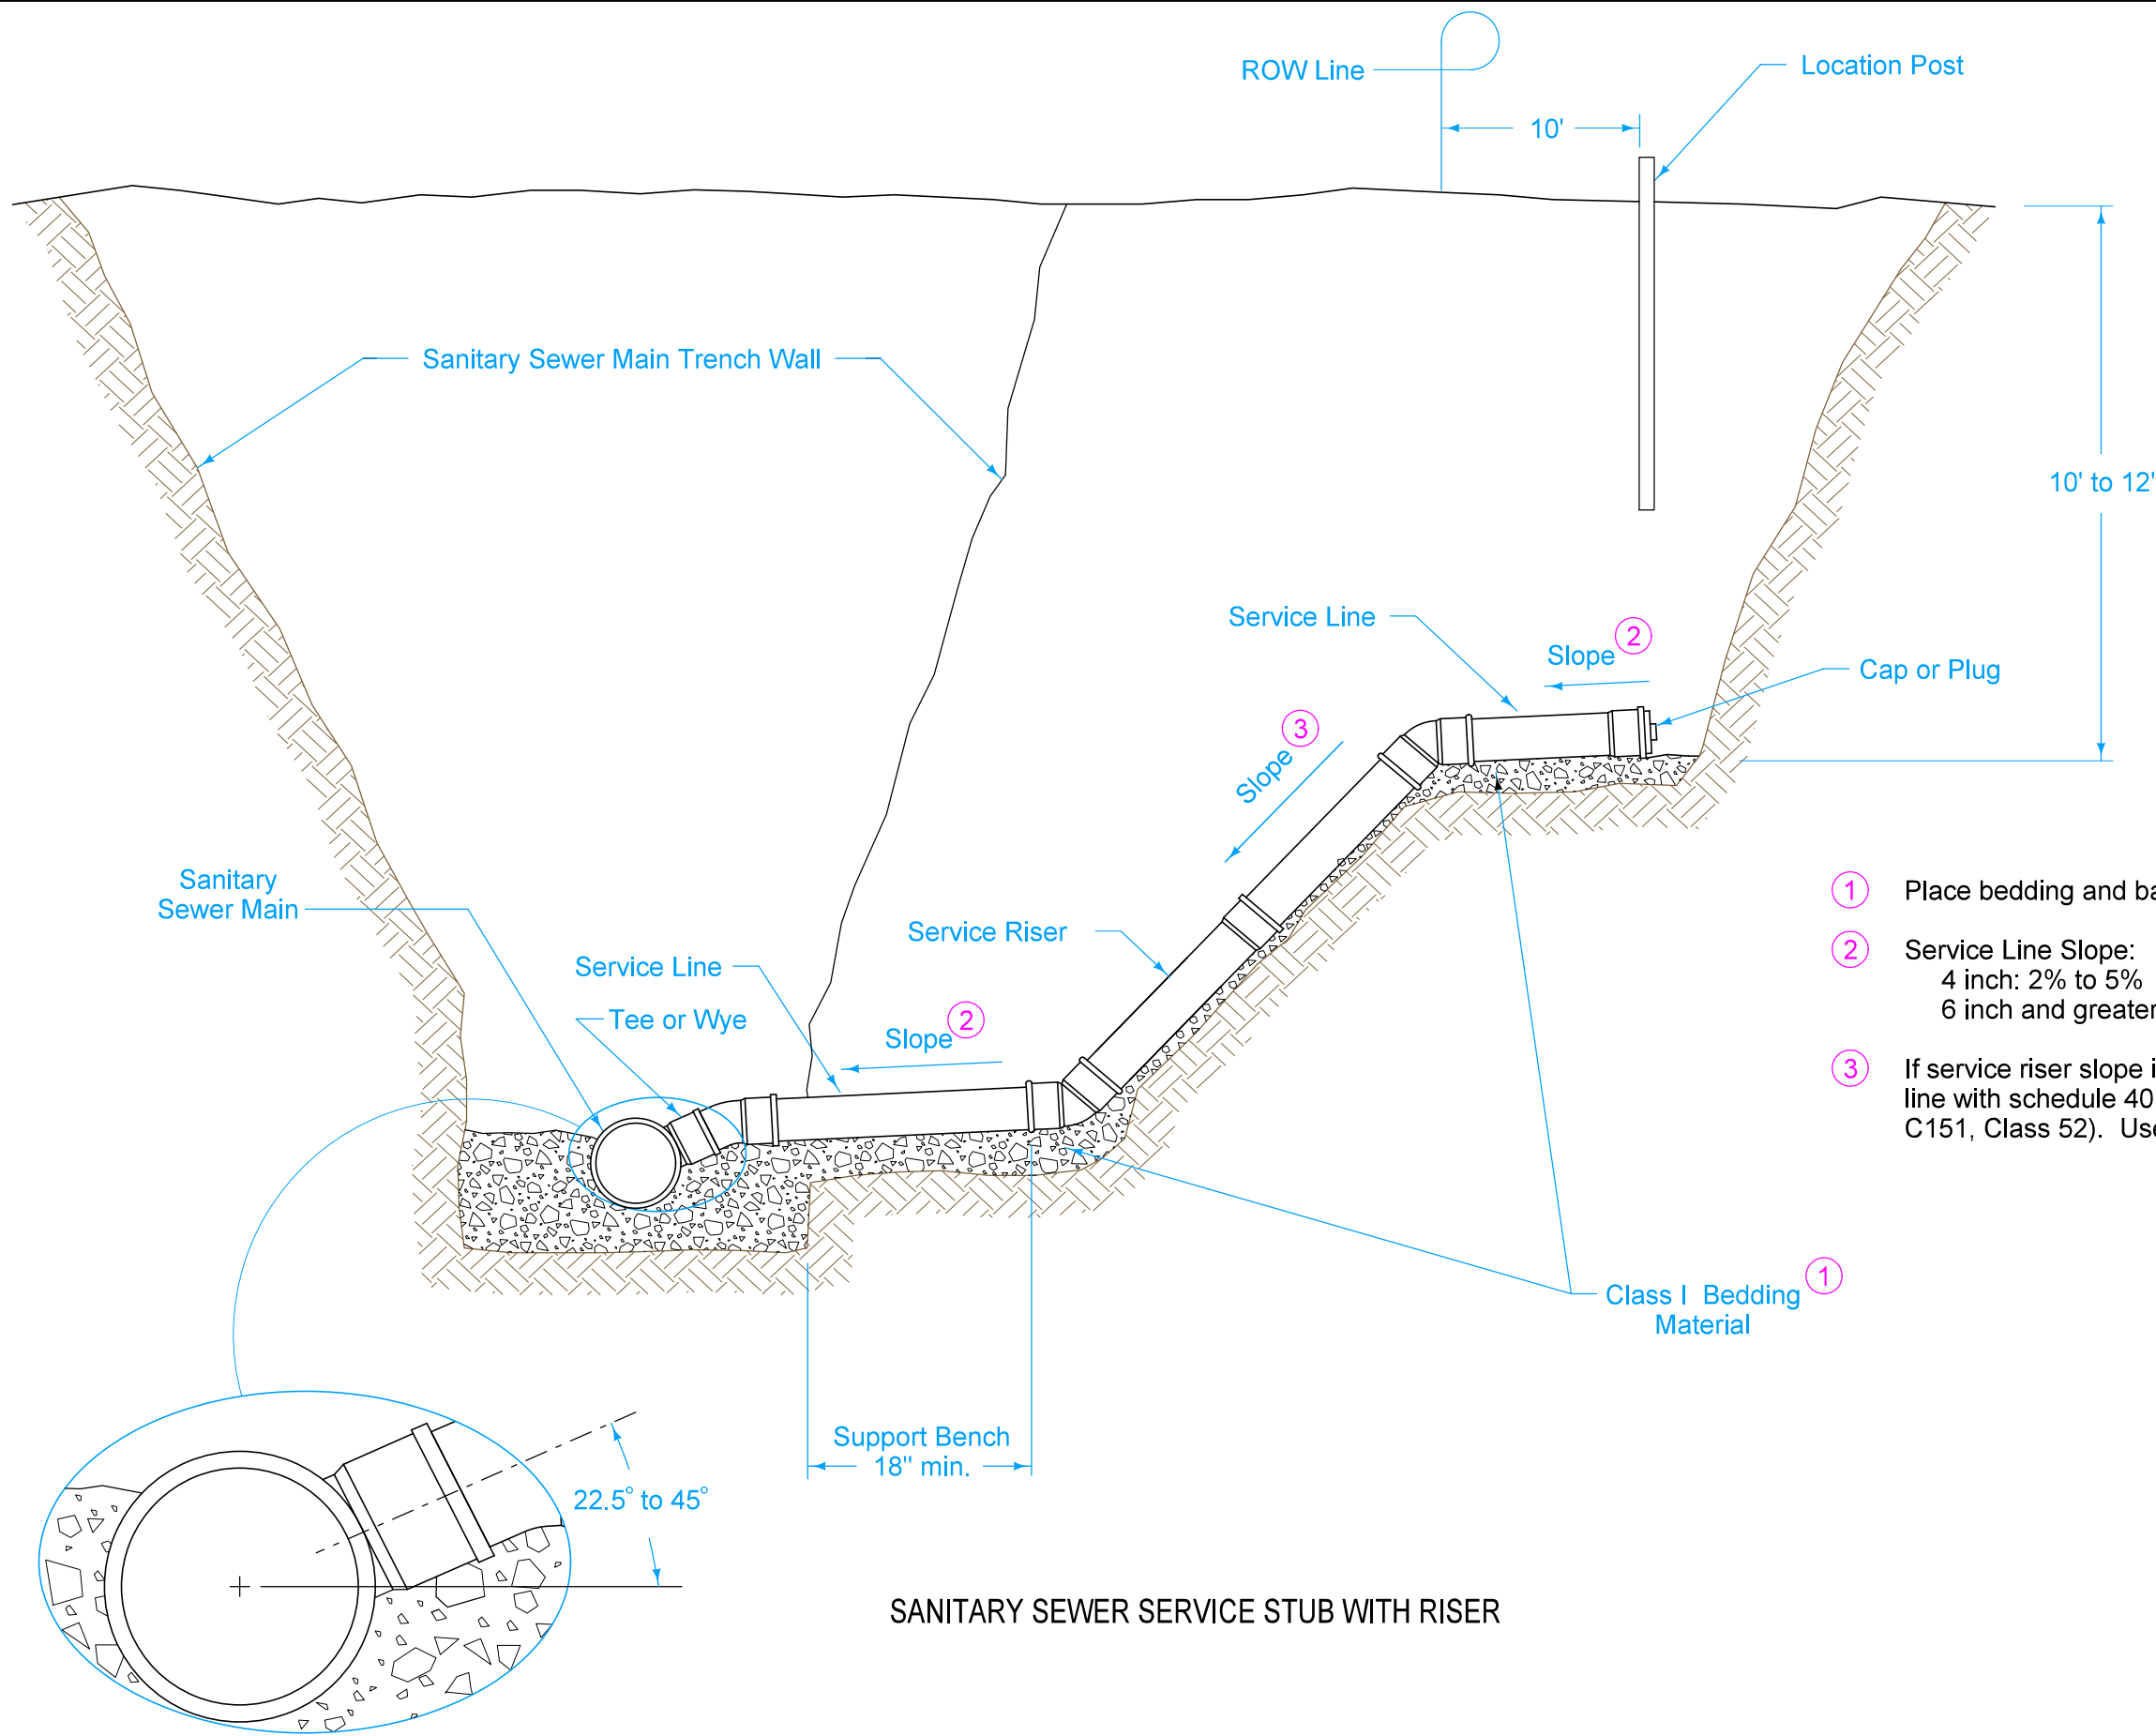 ROW Line
Location Post
10'
Sanitary Sewer Main Trench Wall
10' to 12'
Service Line
Slope 2
Cap or Plug
Slope 3
Sanitary
Sewer Main
Service Riser
Service Line
Tee or Wye
Slope 2
1 Place bedding and
2 Service Line Slope:
4 inch: 2% to 5%
6 inch and greater
3 If service riser slope
line with schedule 40
C151, Class 52). Use
Class I Bedding 1
Material
Support Bench
18" min.
22.5° to 45°
SANITARY SEWER SERVICE STUB WITH RISER